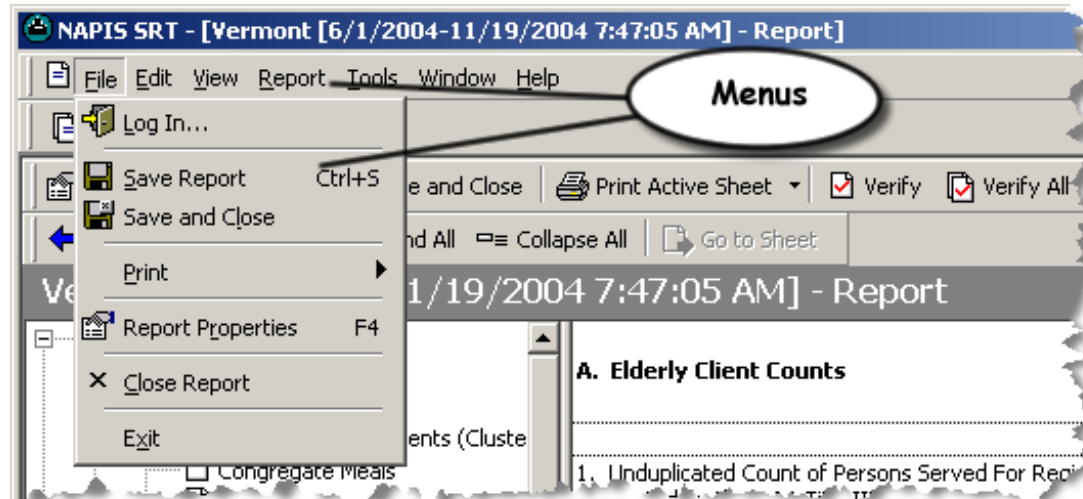 NAPIS SRT - [Vermont [6/1/2004-11/19/2004 7:47:05 AM] - Report]
File Edit View Report Tools Window Help
Menus
Log In...
Save Report Ctrl+S
e and Close Print Active Sheet Verify Verify All
Save and Close
nd All Collapse All Go to Sheet
Print
Ve 1/19/2004 7:47:05 AM] - Report
Report Properties F4
A. Elderly Client Counts
Close Report
Exit
ents (Cluste
Congregate Meals
1. Unduplicated Count of Persons Served For Regi